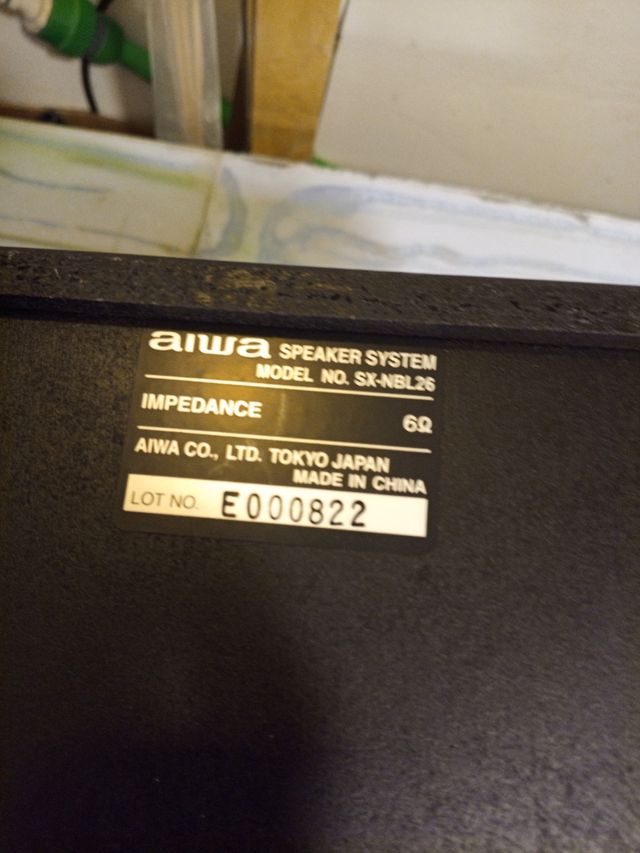 aiwa SPEAKER SYSTEM
MODEL NO. SX-NBL26
IMPEDANCE 6Ω
AIWA CO., LTD. TOKYO JAPAN
MADE IN CHINA
LOT NO. E000822